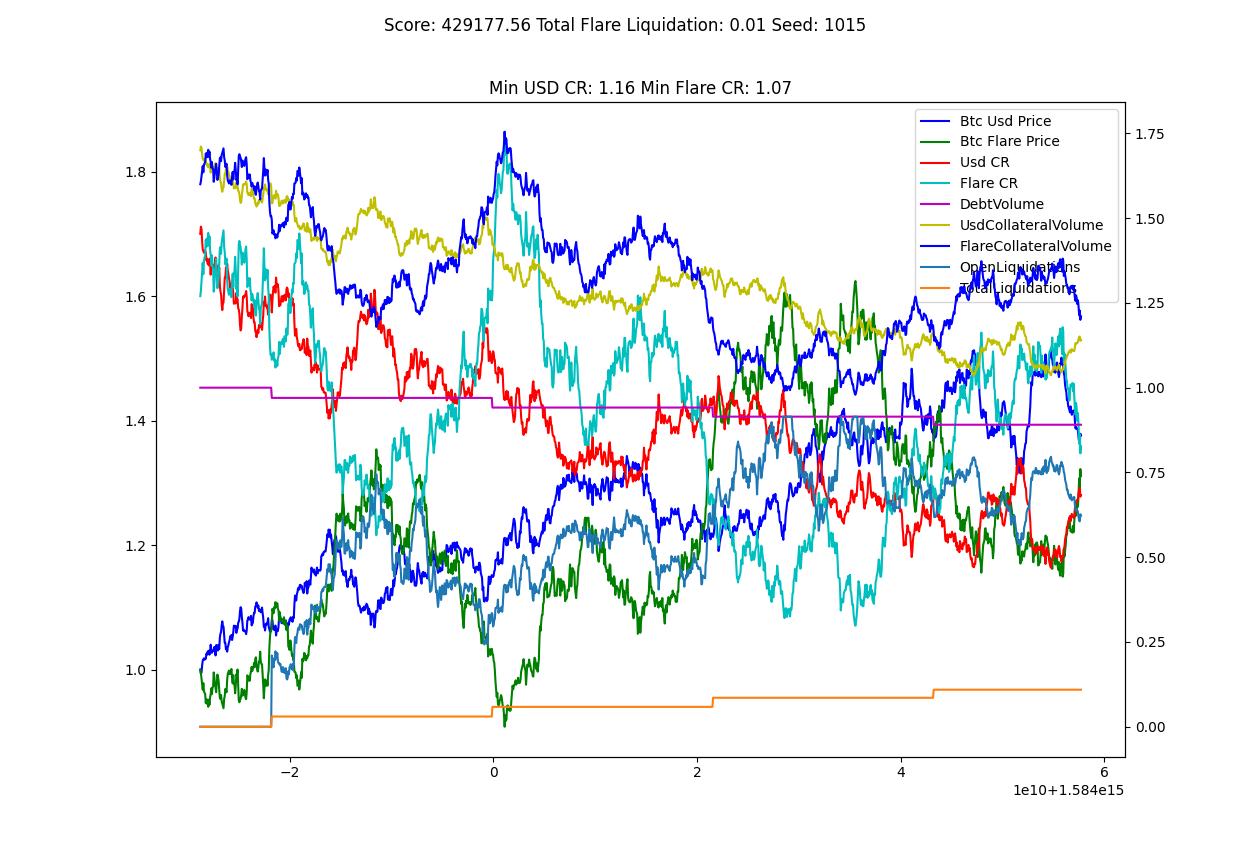 Score: 429177.56 Total Flare Liquidation: 0.01 Seed: 1015
Min USD CR: 1.16 Min Flare CR: 1.07
Btc Usd Price
Btc Flare Price
Usd CR
Flare CR
DebtVolume
UsdCollateralVolume
FlareCollateralVolume
OpenLiquidations
TotalLiquidations
1.8
1.6
1.4
1.2
1.0
1.75
1.50
1.25
1.00
0.75
0.50
0.25
0.00
−2
0
2
4
6
1e10+1.584e15